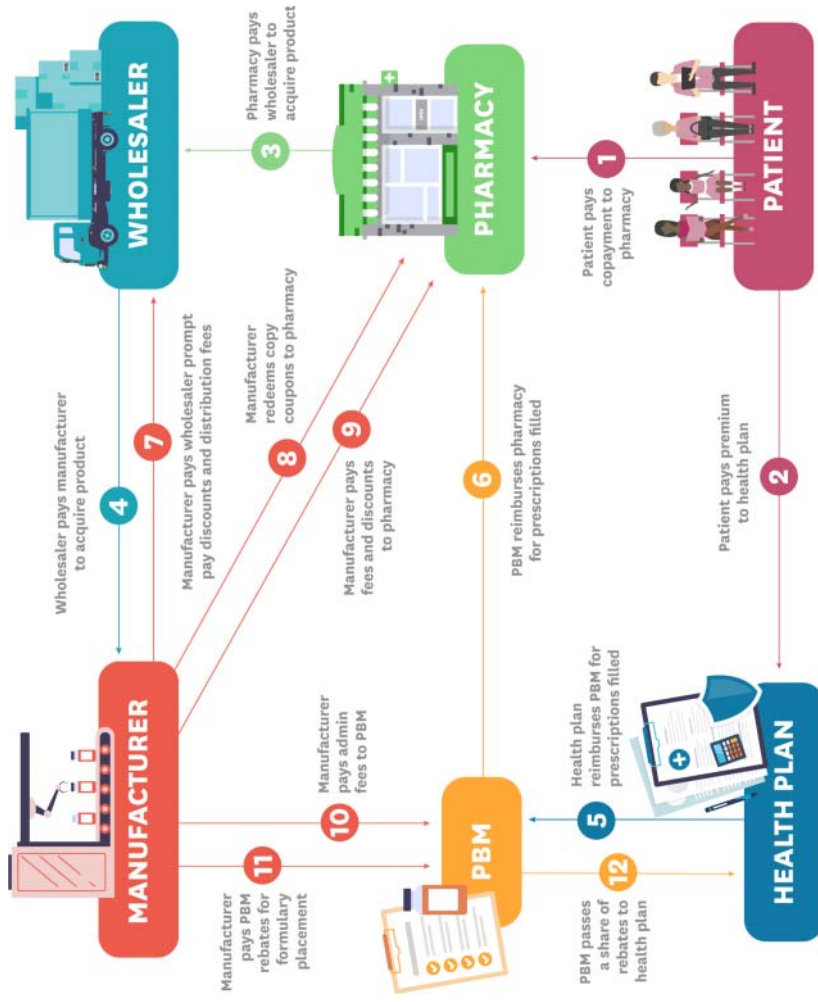 Wholesaler pays manufacturer
to acquire product
4
MANUFACTURER
WHOLESALER
7
Manufacturer pays wholesaler prompt
pay discounts and distribution fees
Manufacturer
pays PBM
rebates for
formulary
placement
11
10
Manufacturer
pays admin
fees to PBM
8
Manufacturer
redeems copy
coupons to pharmacy
9
Manufacturer pays
fees and discounts
to pharmacy
3
Pharmacy pays
wholesaler to
acquire product
PBM
6
PBM reimburses pharmacy
for prescriptions filled
PHARMACY
PBM passes
a share of
rebates to
health plan
12
5
Health plan
reimburses PBM for
prescriptions filled
Patient pays
copayment to
pharmacy
1
HEALTH PLAN
Patient pays premium
to health plan
2
PATIENT